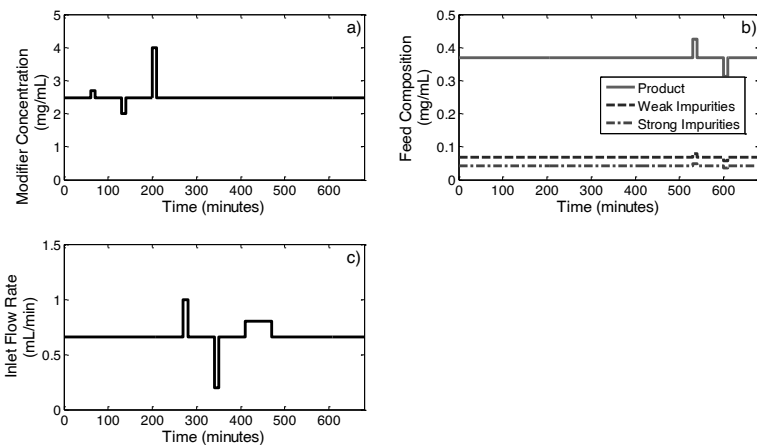 a)
5
4
3
2
1
0
Modifier Concentration
(mg/mL)
0 100 200 300 400 500 600
Time (minutes)
b)
0.5
0.4
0.3
0.2
0.1
0
Feed Composition
(mg/mL)
Product
Weak Impurities
Strong Impurities
0 100 200 300 400 500 600
Time (minutes)
c)
1.5
1
0.5
0
Inlet Flow Rate
(mL/min)
0 100 200 300 400 500 600
Time (minutes)